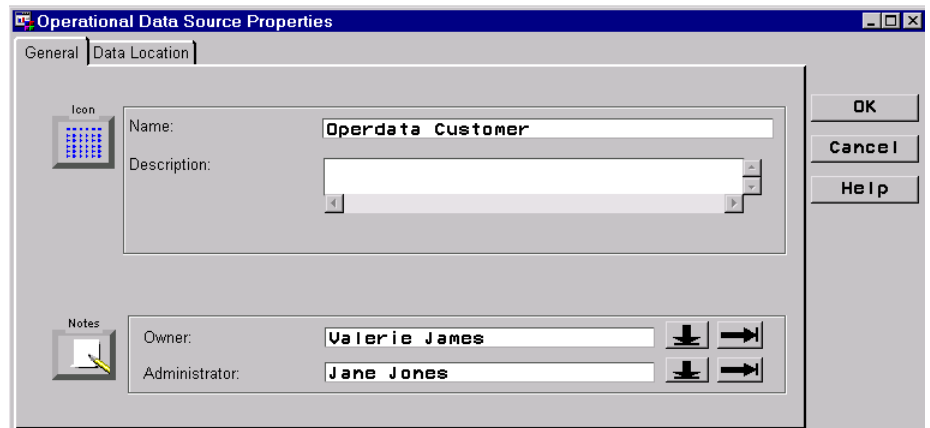 Operational Data Source Properties
General
Data Location
Icon
Name:
Operdata Customer
Description:
Notes
Owner:
Valerie James
Administrator:
Jane Jones
OK
Cancel
Help